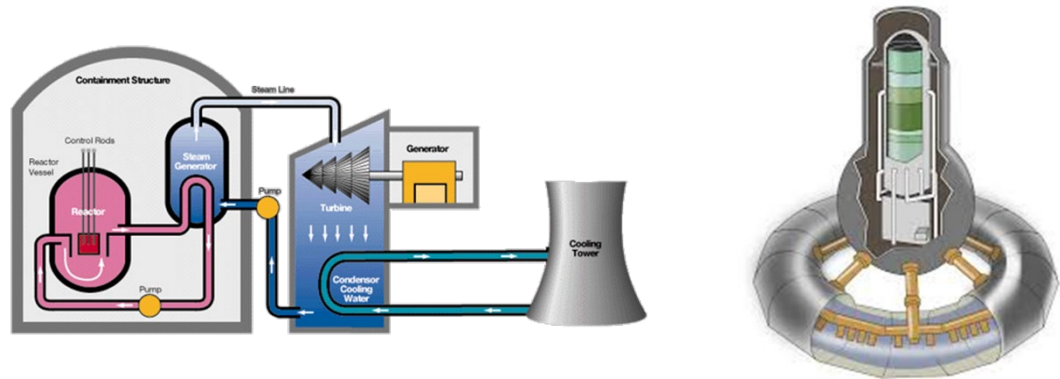 Containment Structure
Steam Line
Control Rods
Reactor
Vessel
Steam
Generator
Reactor
Pump
Pump
Generator
Turbine
Condensor
Cooling
Water
Cooling
Tower